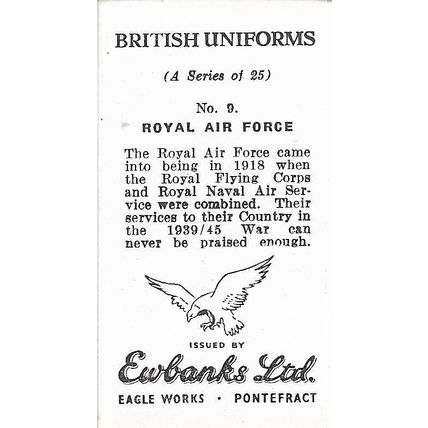 BRITISH UNIFORMS
(A Series of 25)
No. 9.
ROYAL AIR FORCE
The Royal Air Force came
into being in 1918 when
the Royal Flying Corps
and Royal Naval Air Ser-
vice were combined. Their
services to their Country in
the 1939/45 War can
never be praised enough.
ISSUED BY
Ewbanks Ltd.
EAGLE WORKS · PONTEFRACT